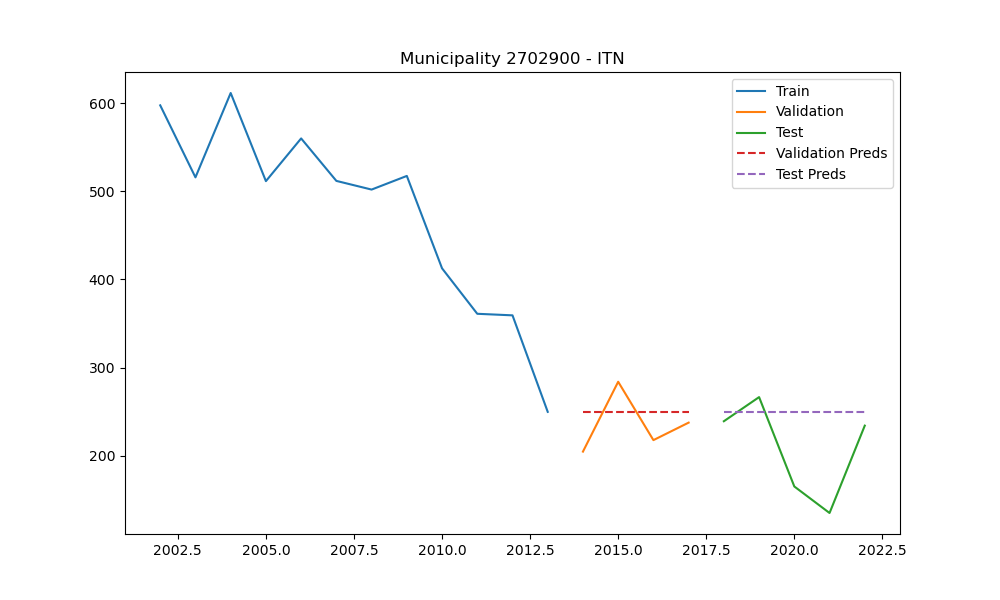 Municipality 2702900 - ITN
Train
Validation
Test
Validation Preds
Test Preds
600
500
400
300
200
2002.5 2005.0 2007.5 2010.0 2012.5 2015.0 2017.5 2020.0 2022.5